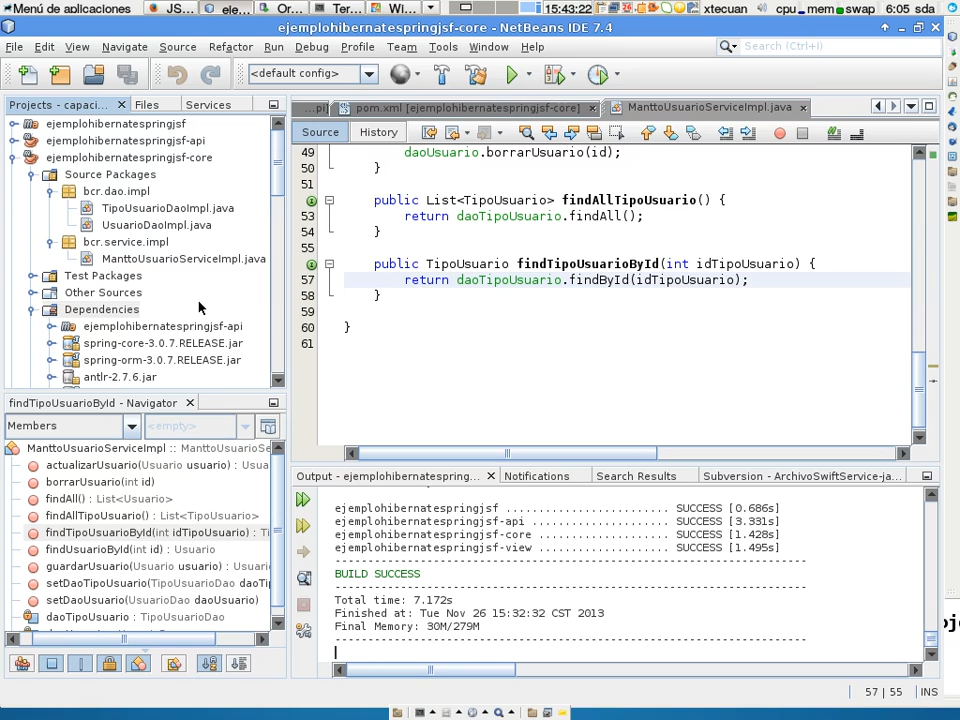 Menú de aplicaciones JS... ele... Or... Ter... Wi... 15:43:22 xtecuan cpu mem swap 6:05 sda
ejemplohibernatespringjsf-core - NetBeans IDE 7.4
File Edit View Navigate Source Refactor Run Debug Profile Team Tools Window Help Search (Ctrl+I)
<default config>
Projects - capaci... Files Services
...pi] pom.xml [ejemplohibernatespringjsf-core] ManttoUsuarioServiceImpl.java
Source History
ejemplohibernatespringjsf
ejemplohibernatespringjsf-api
ejemplohibernatespringjsf-core
Source Packages
bcr.dao.impl
TipoUsuarioDaoImpl.java
UsuarioDaoImpl.java
bcr.service.impl
ManttoUsuarioServiceImpl.java
Test Packages
Other Sources
Dependencies
ejemplohibernatespringjsf-api
spring-core-3.0.7.RELEASE.jar
spring-orm-3.0.7.RELEASE.jar
antlr-2.7.6.jar
49 daoUsuario.borrarUsuario(id);
50 }
51
public List<TipoUsuario> findAllTipoUsuario() {
53 return daoTipoUsuario.findAll();
54 }
55
public TipoUsuario findTipoUsuarioById(int idTipoUsuario) {
57 return daoTipoUsuario.findById(idTipoUsuario);
58 }
59
60 }
61
findTipoUsuarioById - Navigator
Members <empty>
ManttoUsuarioServiceImpl :: ManttoUsuarioSe
actualizarUsuario(Usuario usuario) : Usua
borrarUsuario(int id)
findAll() : List<Usuario>
findAllTipoUsuario() : List<TipoUsuario>
findTipoUsuarioById(int idTipoUsuario) : Ti
findUsuarioById(int id) : Usuario
guardarUsuario(Usuario usuario) : Usuar
setDaoTipoUsuario(TipoUsuarioDao daoTip
setDaoUsuario(UsuarioDao daoUsuario)
daoTipoUsuario : TipoUsuarioDao
Output - ejemplohibernatespring... Notifications Search Results Subversion - ArchivoSwiftService-ja...
ejemplohibernatespringjsf ........................ SUCCESS [0.686s]
ejemplohibernatespringjsf-api .................... SUCCESS [3.331s]
ejemplohibernatespringjsf-core ................... SUCCESS [1.428s]
ejemplohibernatespringjsf-view ................... SUCCESS [1.495s]
------------------------------------------------------------------------
BUILD SUCCESS
------------------------------------------------------------------------
Total time: 7.172s
Finished at: Tue Nov 26 15:32:32 CST 2013
Final Memory: 30M/279M
------------------------------------------------------------------------
57 | 55 INS